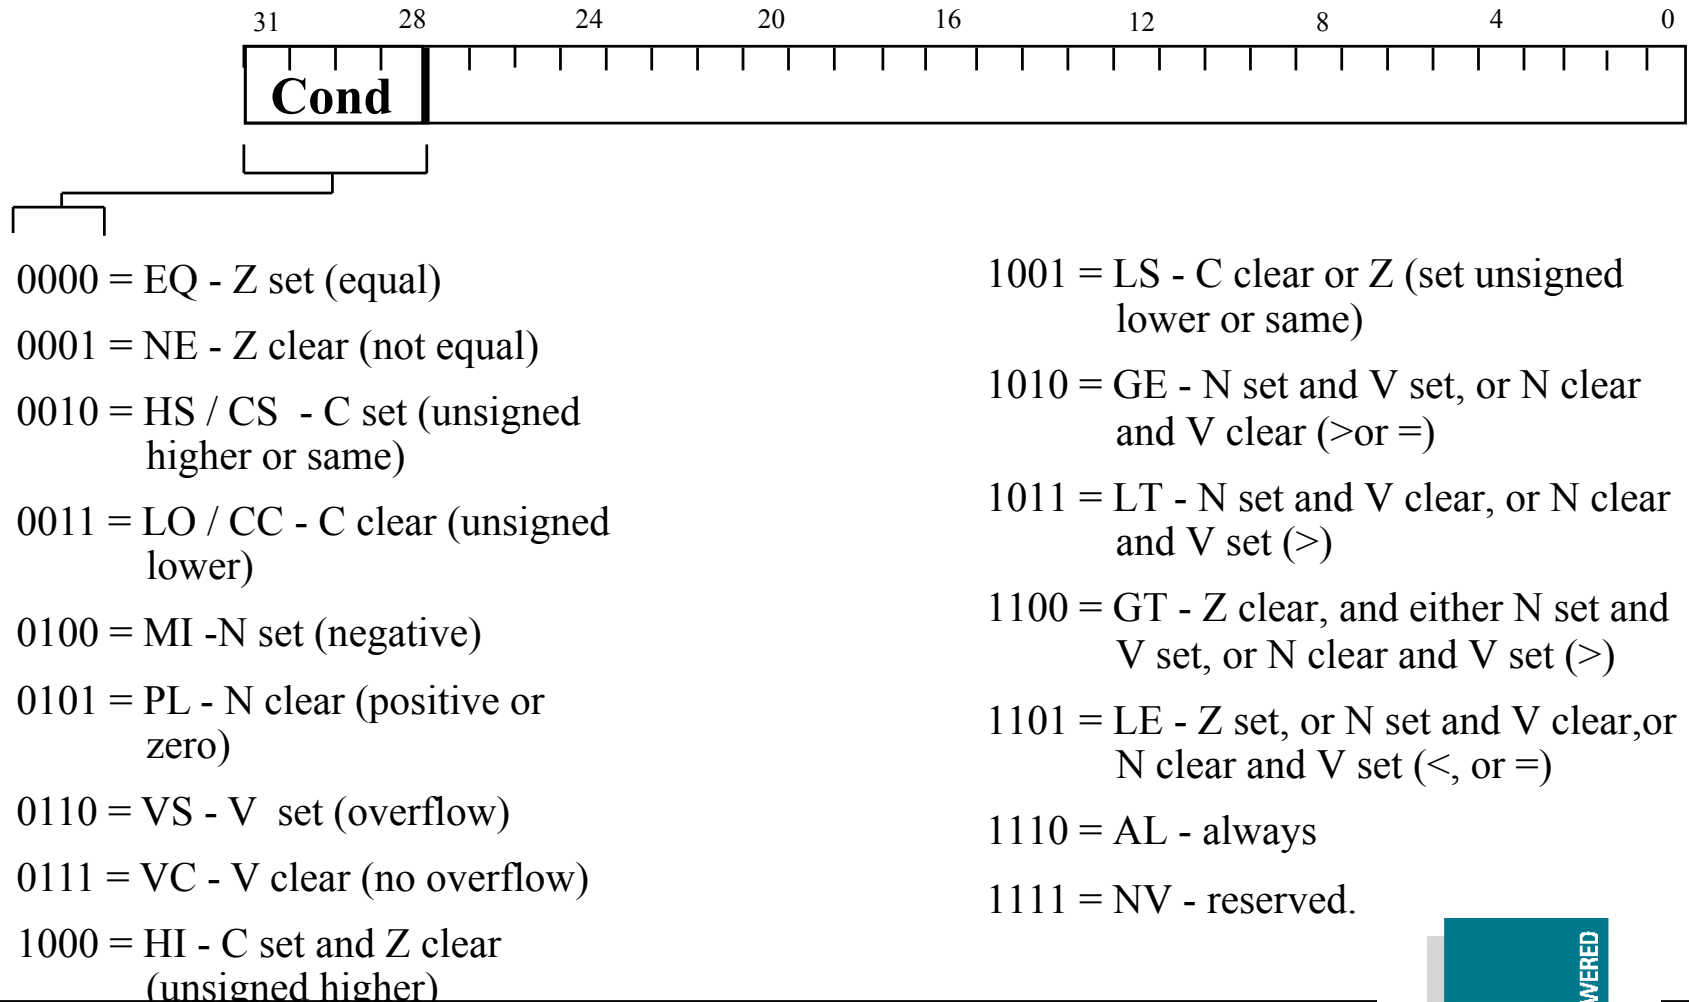 31 28 24 20 16 12 8 4 0
Cond
0000 = EQ - Z set (equal)
0001 = NE - Z clear (not equal)
0010 = HS / CS - C set (unsigned
higher or same)
0011 = LO / CC - C clear (unsigned
lower)
0100 = MI -N set (negative)
0101 = PL - N clear (positive or
zero)
0110 = VS - V set (overflow)
0111 = VC - V clear (no overflow)
1000 = HI - C set and Z clear
(unsigned higher)
1001 = LS - C clear or Z (set unsigned
lower or same)
1010 = GE - N set and V set, or N clear
and V clear (>or =)
1011 = LT - N set and V clear, or N clear
and V set (>)
1100 = GT - Z clear, and either N set and
V set, or N clear and V set (>)
1101 = LE - Z set, or N set and V clear,or
N clear and V set (<, or =)
1110 = AL - always
1111 = NV - reserved.
WERED